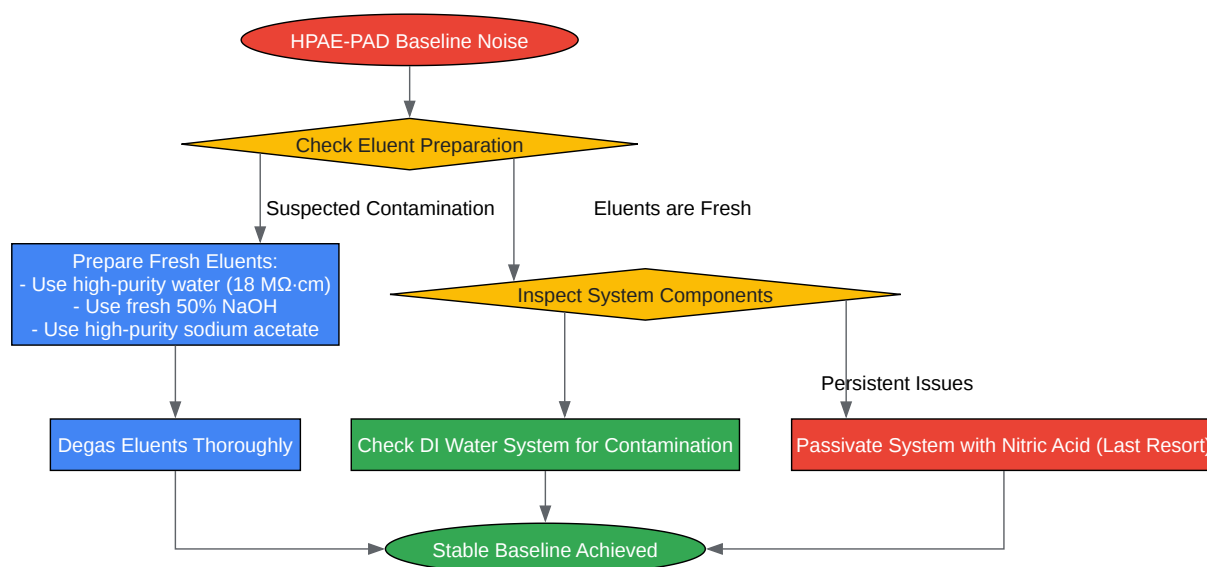 HPAE-PAD Baseline Noise
Check Eluent Preparation
Suspected Contamination
Eluents are Fresh
Prepare Fresh Eluents:
- Use high-purity water (18 MΩ·cm)
- Use fresh 50% NaOH
- Use high-purity sodium acetate
Inspect System Components
Persistent Issues
Degas Eluents Thoroughly
Check DI Water System for Contamination
Passivate System with Nitric Acid (Last Resort)
Stable Baseline Achieved